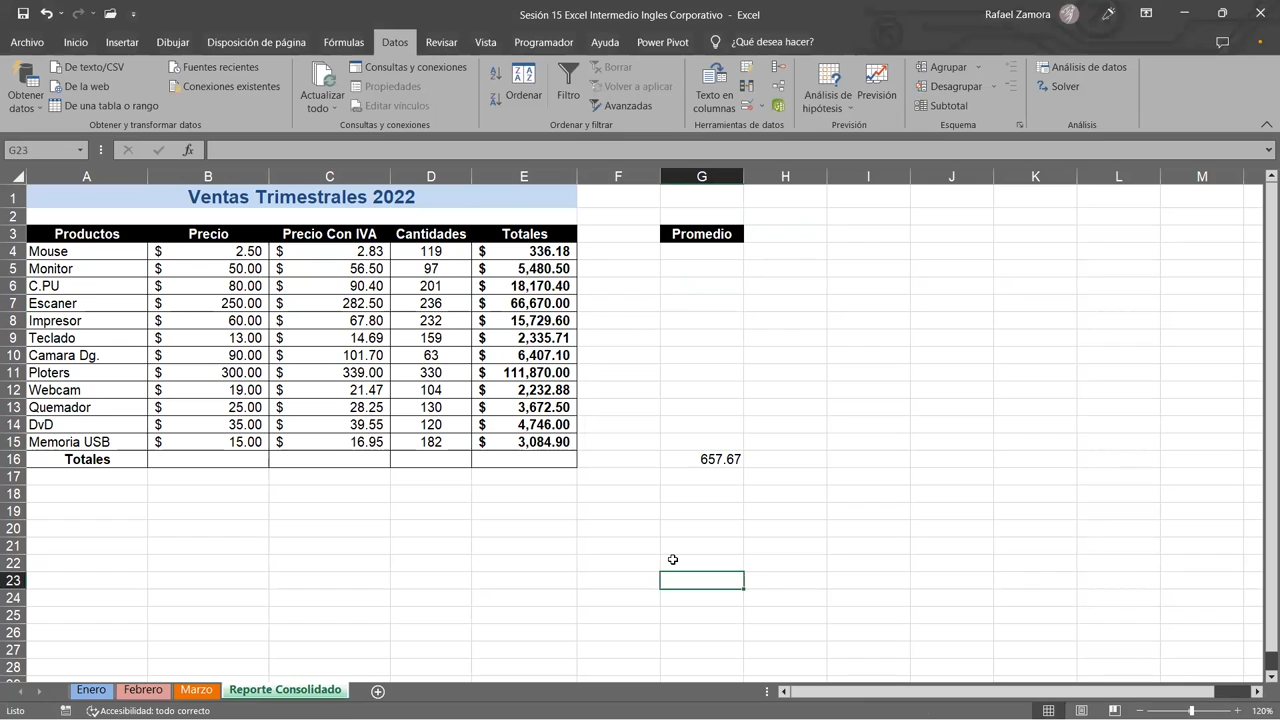 Sesión 15 Excel Intermedio Ingles Corporativo - Excel
Rafael Zamora
Archivo Inicio Insertar Dibujar Disposición de página Fórmulas Datos Revisar Vista Programador Ayuda Power Pivot ¿Qué desea hacer?
Obtener datos
De texto/CSV
De la web
De una tabla o rango
Fuentes recientes
Conexiones existentes
Obtener y transformar datos
Actualizar todo
Consultas y conexiones
Propiedades
Editar vínculos
Consultas y conexiones
Ordenar
Filtro
Borrar
Volver a aplicar
Avanzadas
Ordenar y filtrar
Texto en columnas
Herramientas de datos
Análisis de hipótesis
Previsión
Previsión
Agrupar
Desagrupar
Subtotal
Esquema
Análisis de datos
Solver
Análisis
G23 fx
A B C D E F G H I J K L M
1 Ventas Trimestrales 2022
2
3 Productos Precio Precio Con IVA Cantidades Totales Promedio
4 Mouse $ 2.50 $ 2.83 119 $ 336.18
5 Monitor $ 50.00 $ 56.50 97 $ 5,480.50
6 C.PU $ 80.00 $ 90.40 201 $ 18,170.40
7 Escaner $ 250.00 $ 282.50 236 $ 66,670.00
8 Impresor $ 60.00 $ 67.80 232 $ 15,729.60
9 Teclado $ 13.00 $ 14.69 159 $ 2,335.71
10 Camara Dg. $ 90.00 $ 101.70 63 $ 6,407.10
11 Ploters $ 300.00 $ 339.00 330 $ 111,870.00
12 Webcam $ 19.00 $ 21.47 104 $ 2,232.88
13 Quemador $ 25.00 $ 28.25 130 $ 3,672.50
14 DvD $ 35.00 $ 39.55 120 $ 4,746.00
15 Memoria USB $ 15.00 $ 16.95 182 $ 3,084.90
16 Totales 657.67
17
18
19
20
21
22
23
24
25
26
27
28
Enero Febrero Marzo Reporte Consolidado
Listo Accesibilidad: todo correcto 120%